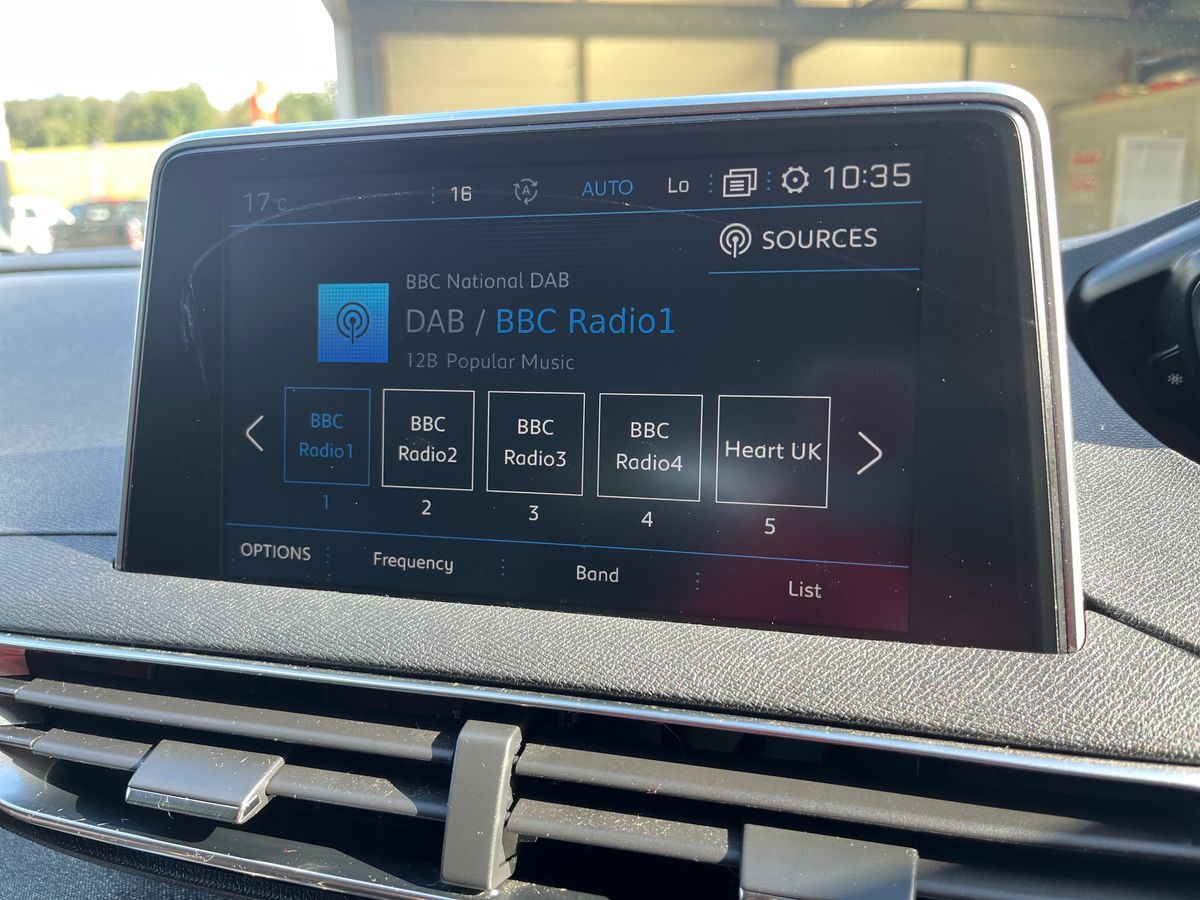 17°C 16 A AUTO Lo 10:35
SOURCES
BBC National DAB
DAB / BBC Radio1
12B Popular Music
BBC
Radio1
BBC
Radio2
BBC
Radio3
BBC
Radio4
Heart UK
1 2 3 4 5
OPTIONS Frequency Band List